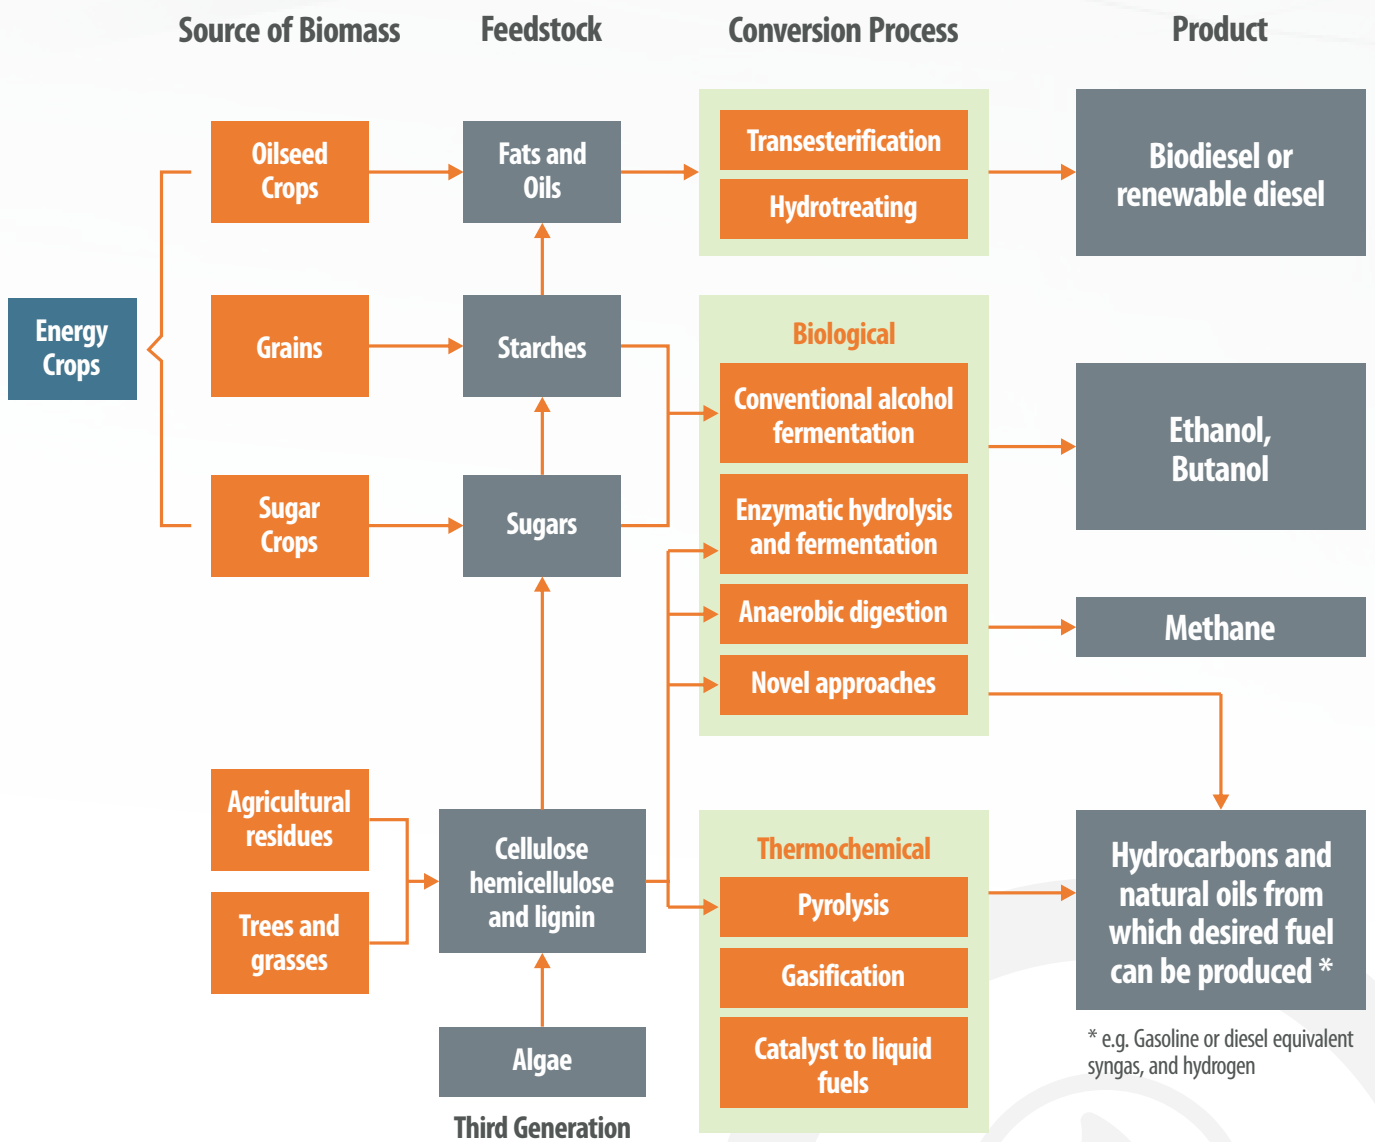 Source of Biomass
Feedstock
Conversion Process
Product
Energy
Crops
Oilseed
Crops
Fats and
Oils
Transesterification
Hydrotreating
Biodiesel or
renewable diesel
Grains
Starches
Biological
Conventional alcohol
fermentation
Ethanol,
Butanol
Sugar
Crops
Sugars
Enzymatic hydrolysis
and fermentation
Anaerobic digestion
Methane
Novel approaches
Agricultural
residues
Trees and
grasses
Cellulose
hemicellulose
and lignin
Thermochemical
Pyrolysis
Gasification
Catalyst to liquid
fuels
Hydrocarbons and
natural oils from
which desired fuel
can be produced *
* e.g. Gasoline or diesel equivalent
syngas, and hydrogen
Algae
Third Generation